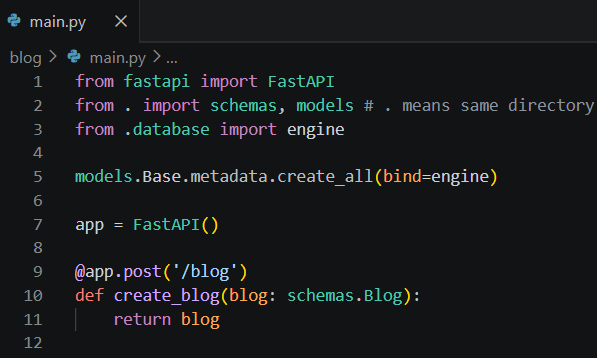 main.py ×
blog > main.py > ...
1 from fastapi import FastAPI
2 from . import schemas, models # . means same directory
3 from .database import engine
4
5 models.Base.metadata.create_all(bind=engine)
6
7 app = FastAPI()
8
9 @app.post('/blog')
10 def create_blog(blog: schemas.Blog):
11     return blog
12